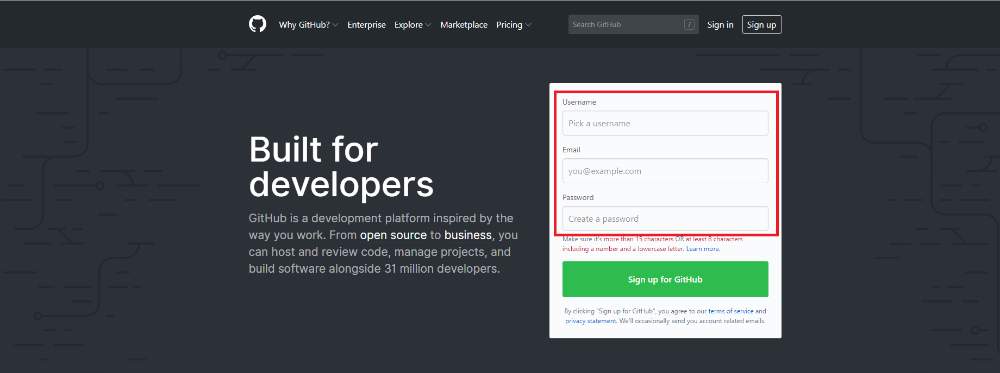 Why GitHub? Enterprise Explore Marketplace Pricing Search GitHub / Sign in Sign up
Built for
developers
GitHub is a development platform inspired by the
way you work. From open source to business, you
can host and review code, manage projects, and
build software alongside 31 million developers.
Username
Pick a username
Email
you@example.com
Password
Create a password
Make sure it's more than 15 characters OR at least 8 characters
including a number and a lowercase letter. Learn more.
Sign up for GitHub
By clicking “Sign up for GitHub”, you agree to our terms of service and
privacy statement. We’ll occasionally send you account related emails.